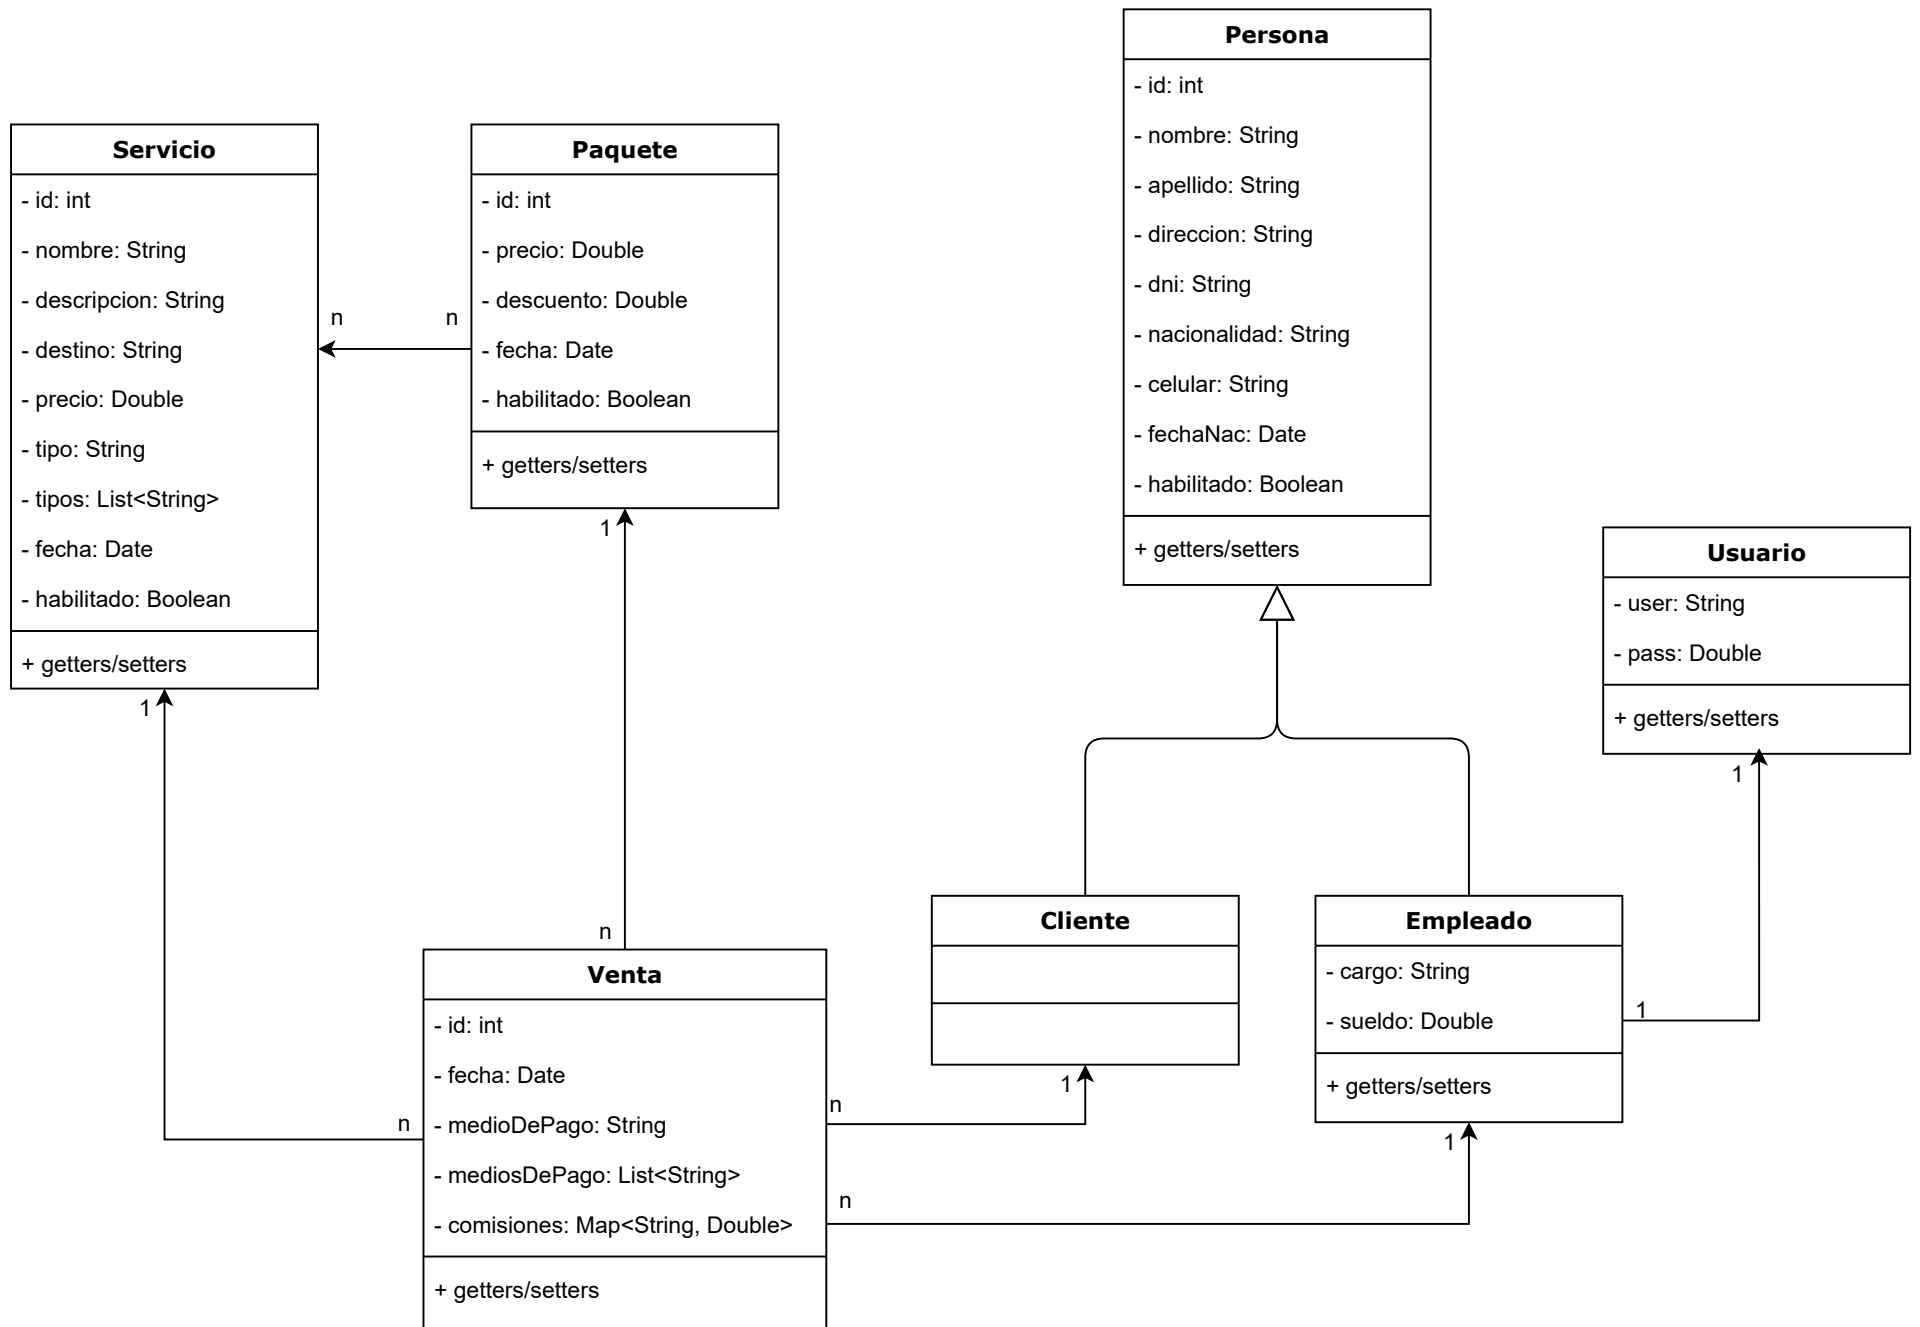 Persona
- id: int
- nombre: String
- apellido: String
- direccion: String
- dni: String
- nacionalidad: String
- celular: String
- fechaNac: Date
- habilitado: Boolean
+ getters/setters
Servicio
- id: int
- nombre: String
- descripcion: String
- destino: String
- precio: Double
- tipo: String
- tipos: List<String>
- fecha: Date
- habilitado: Boolean
+ getters/setters
1
n
n
n
Paquete
- id: int
- precio: Double
- descuento: Double
- fecha: Date
- habilitado: Boolean
+ getters/setters
1
n
Usuario
- user: String
- pass: Double
+ getters/setters
1
1
Venta
- id: int
- fecha: Date
- medioDePago: String
- mediosDePago: List<String>
- comisiones: Map<String, Double>
+ getters/setters
n
n
Cliente
1
Empleado
- cargo: String
- sueldo: Double
+ getters/setters
1